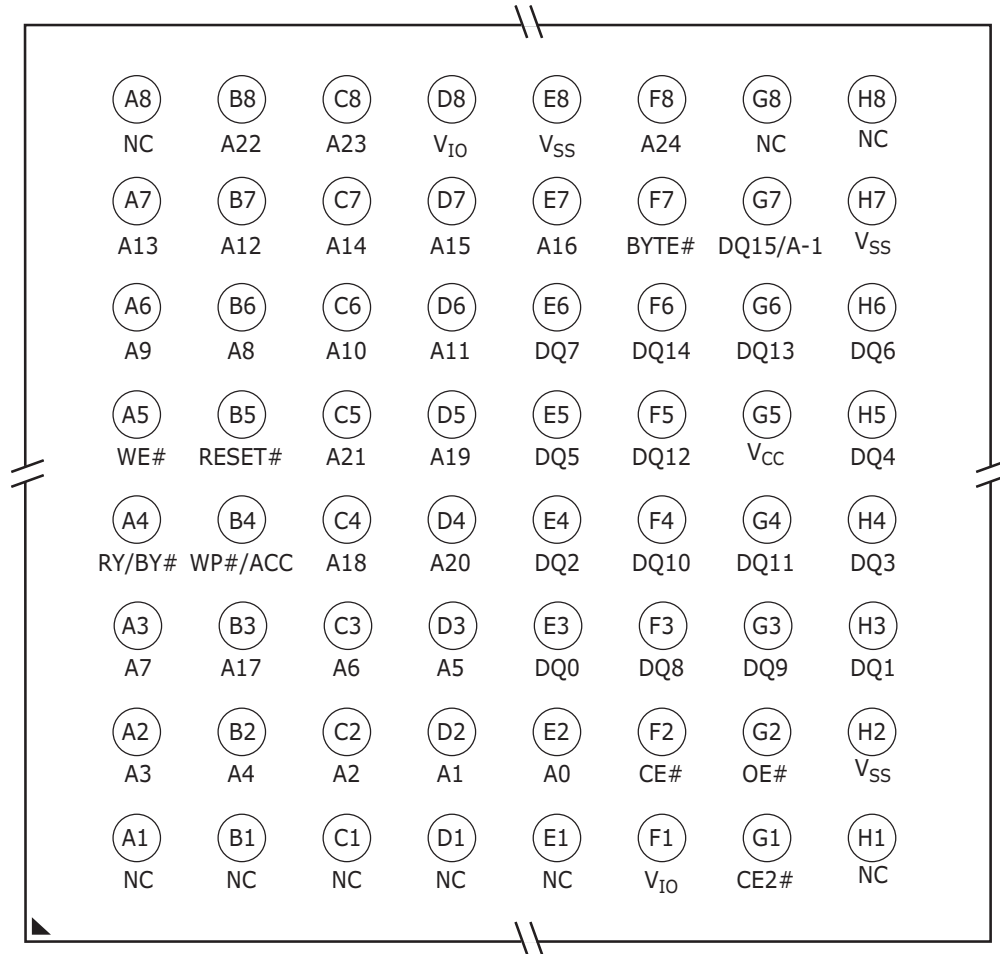 A8 B8 C8 D8 E8 F8 G8 H8
NC A22 A23 VIO VSS A24 NC NC
A7 B7 C7 D7 E7 F7 G7 H7
A13 A12 A14 A15 A16 BYTE# DQ15/A-1 VSS
A6 B6 C6 D6 E6 F6 G6 H6
A9 A8 A10 A11 DQ7 DQ14 DQ13 DQ6
A5 B5 C5 D5 E5 F5 G5 H5
WE# RESET# A21 A19 DQ5 DQ12 VCC DQ4
A4 B4 C4 D4 E4 F4 G4 H4
RY/BY# WP#/ACC A18 A20 DQ2 DQ10 DQ11 DQ3
A3 B3 C3 D3 E3 F3 G3 H3
A7 A17 A6 A5 DQ0 DQ8 DQ9 DQ1
A2 B2 C2 D2 E2 F2 G2 H2
A3 A4 A2 A1 A0 CE# OE# VSS
A1 B1 C1 D1 E1 F1 G1 H1
NC NC NC NC NC VIO CE2# NC